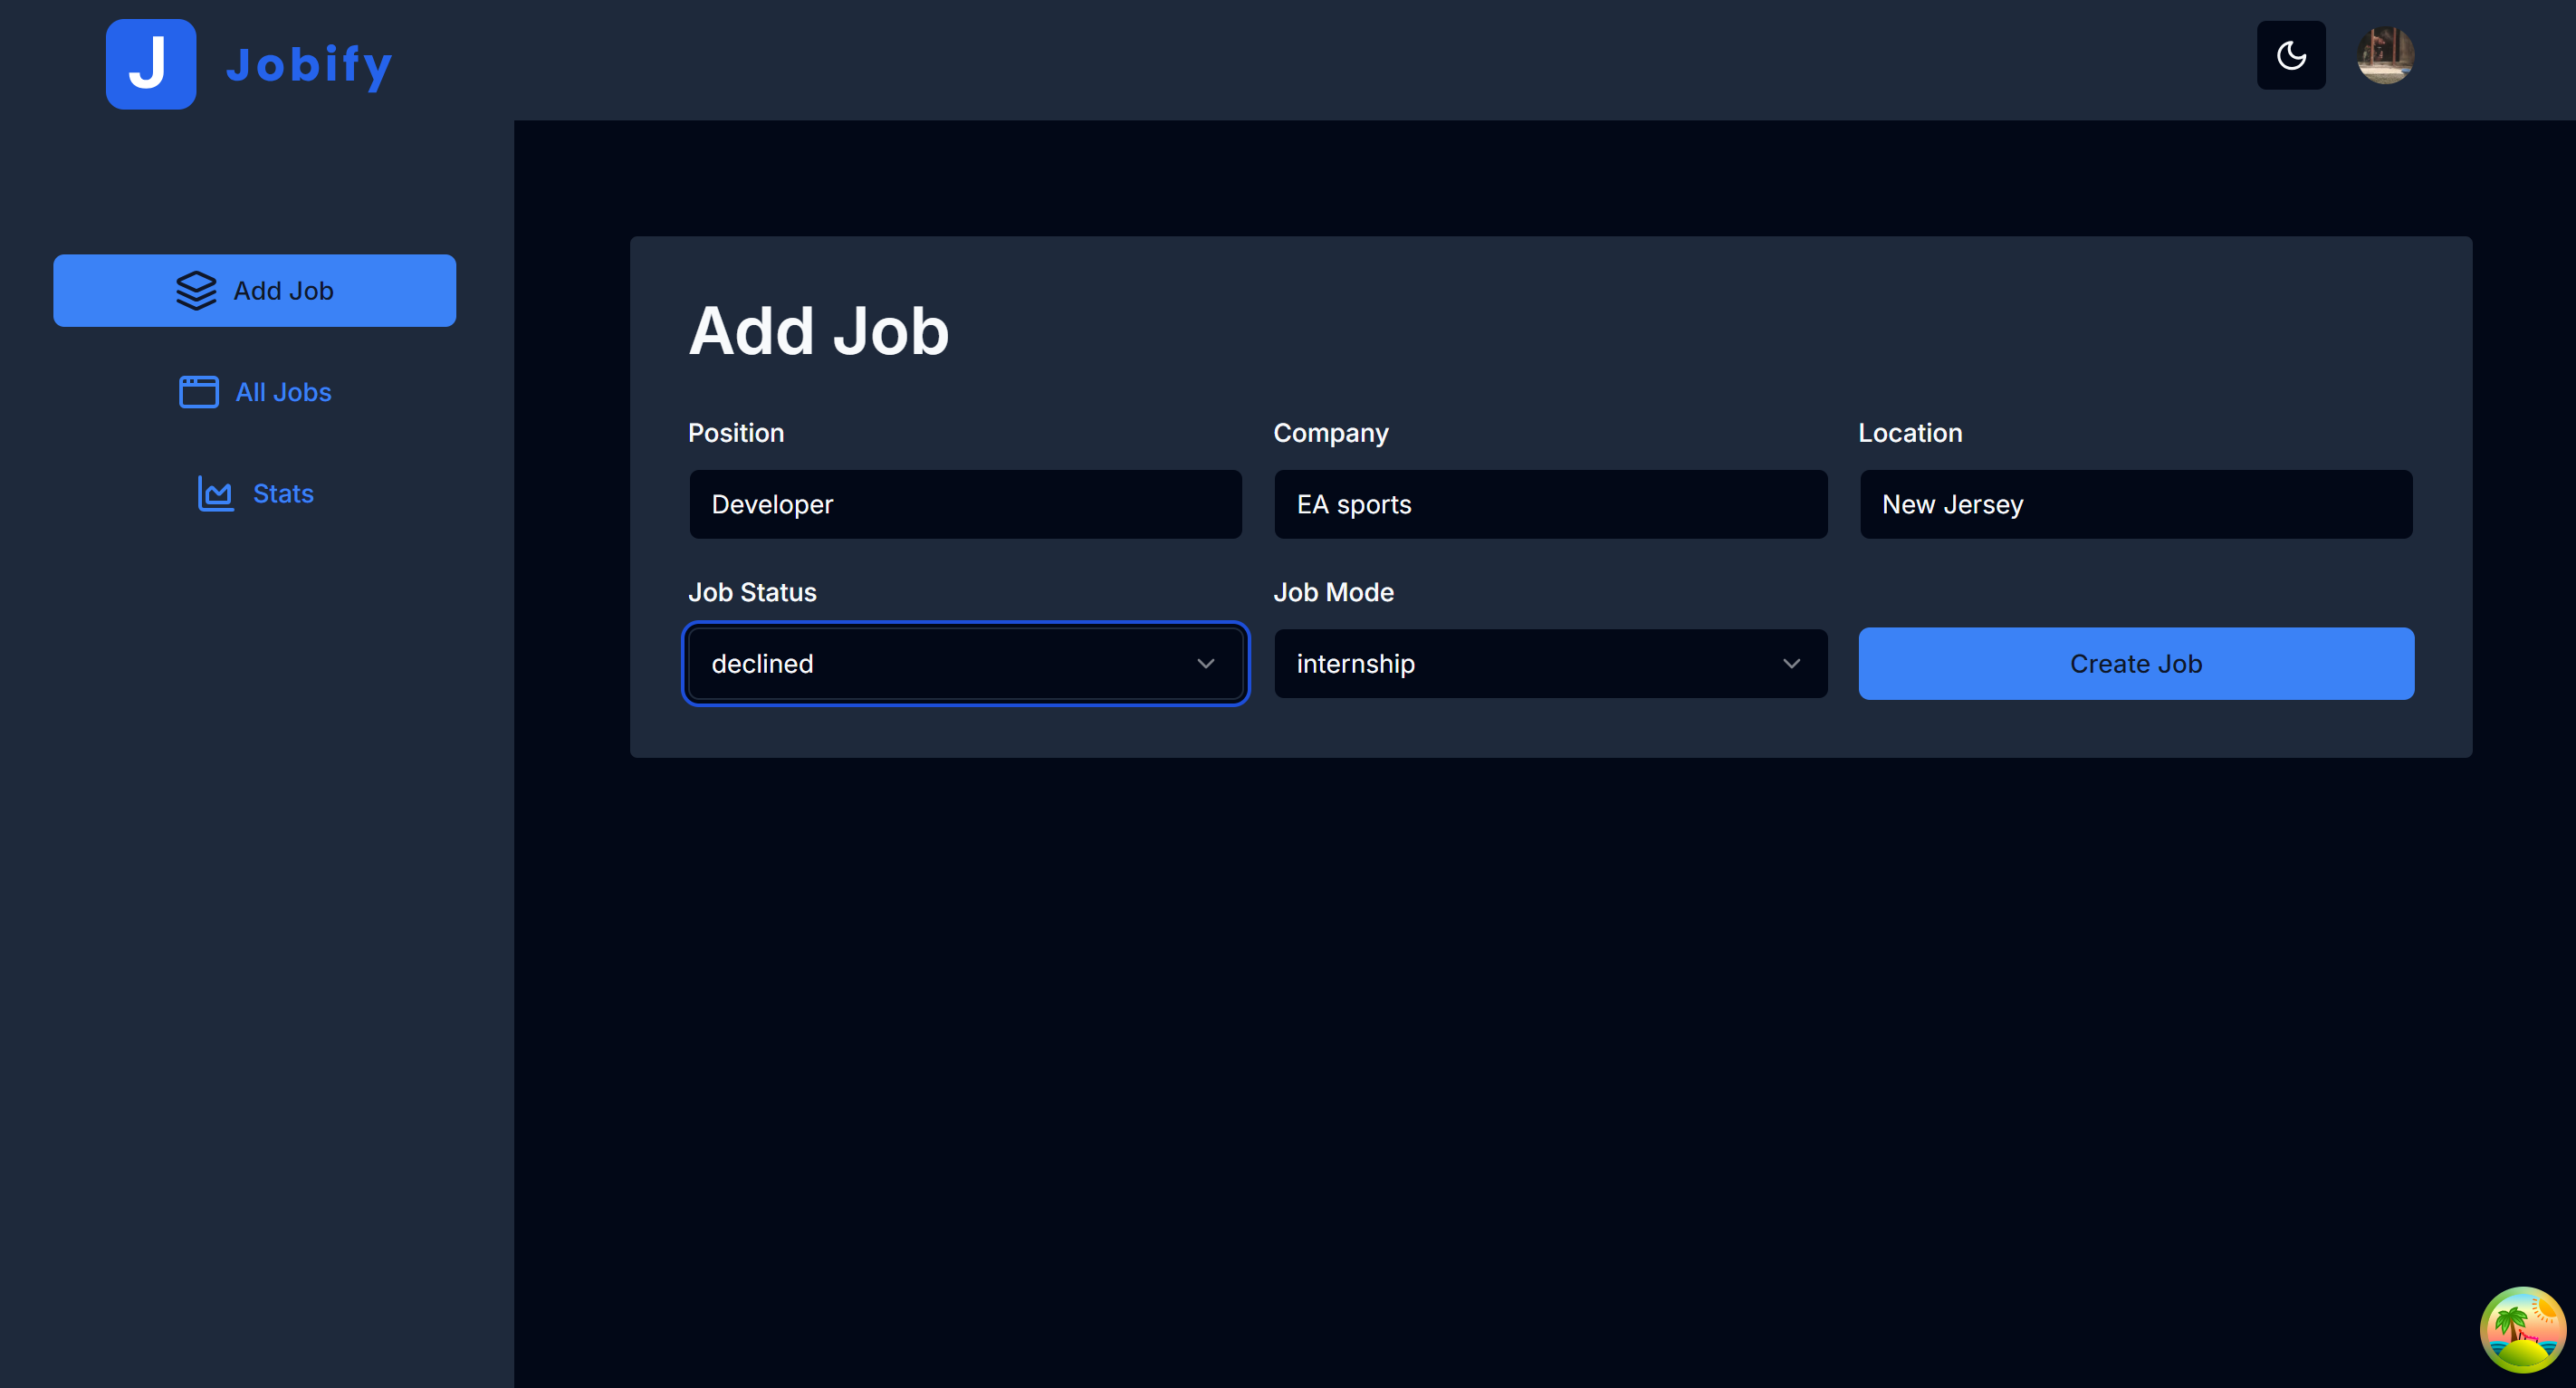 J Jobify
Add Job
All Jobs
Stats
Add Job
Position Company Location
Developer EA sports New Jersey
Job Status Job Mode
declined internship Create Job